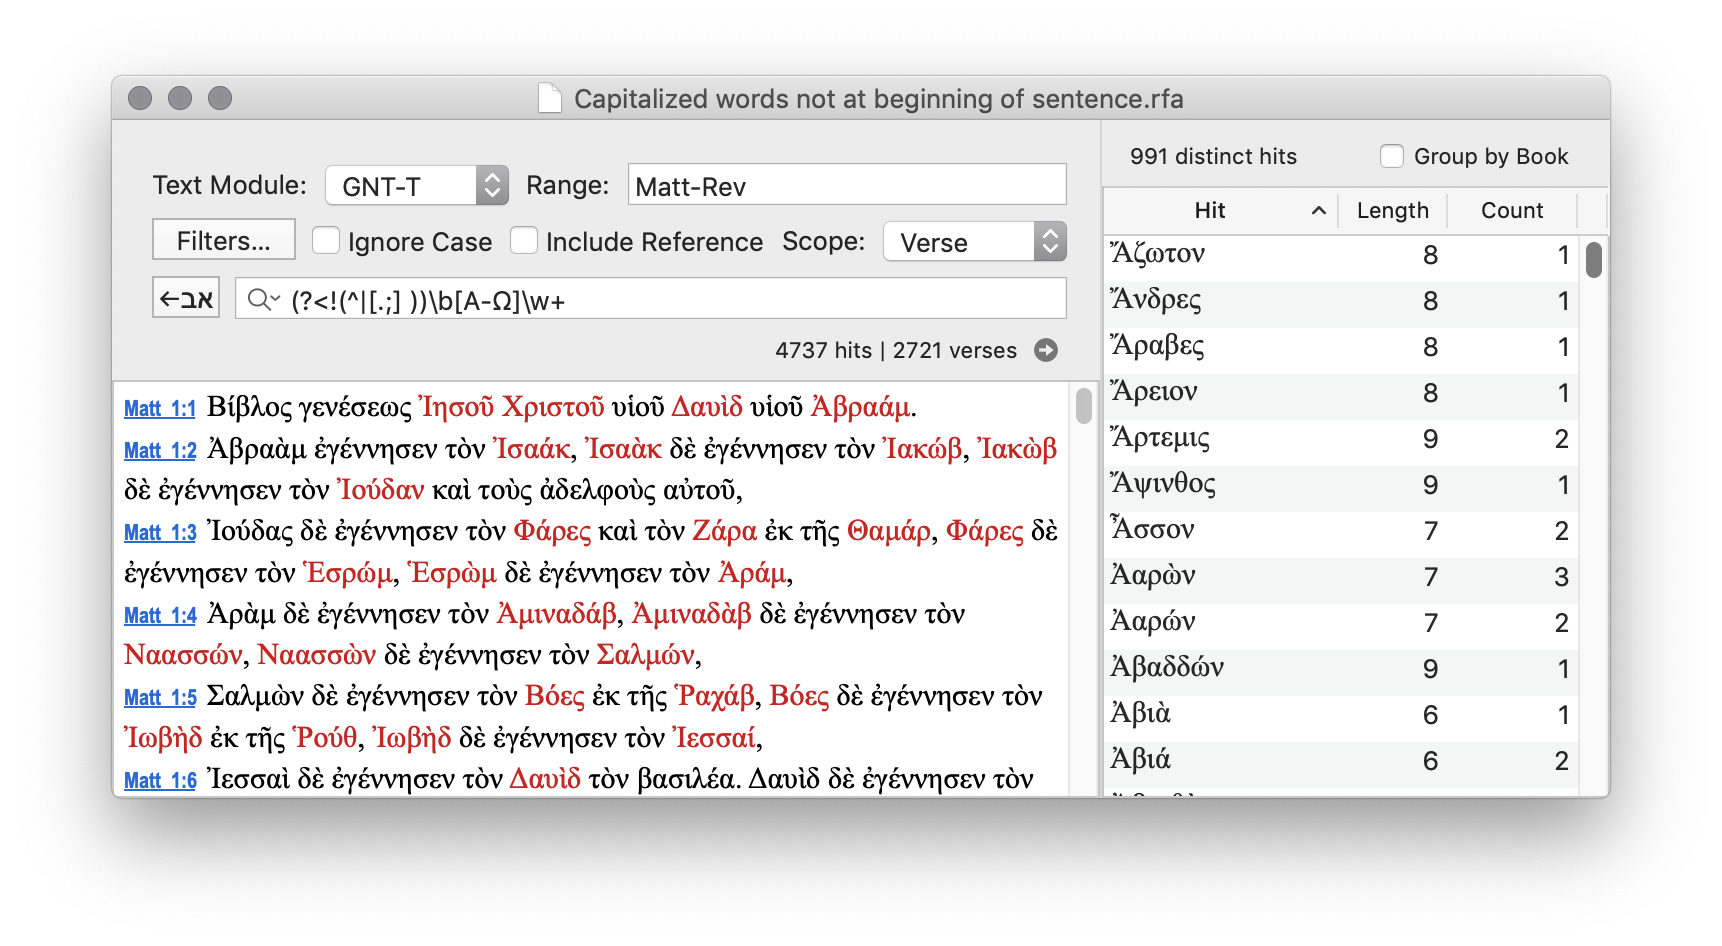 Capitalized words not at beginning of sentence.rfa
Text Module: GNT-T Range: Matt-Rev
Filters... Ignore Case Include Reference Scope: Verse
←אב (?<!(^|[.;] ))\b[Α-Ω]\w+
4737 hits | 2721 verses
Matt 1:1 Βίβλος γενέσεως Ἰησοῦ Χριστοῦ υἱοῦ Δαυὶδ υἱοῦ Ἀβραάμ.
Matt 1:2 Ἀβραὰμ ἐγέννησεν τὸν Ἰσαάκ, Ἰσαὰκ δὲ ἐγέννησεν τὸν Ἰακώβ, Ἰακὼβ
δὲ ἐγέννησεν τὸν Ἰούδαν καὶ τοὺς ἀδελφοὺς αὐτοῦ,
Matt 1:3 Ἰούδας δὲ ἐγέννησεν τὸν Φάρες καὶ τὸν Ζάρα ἐκ τῆς Θαμάρ, Φάρες δὲ
ἐγέννησεν τὸν Ἑσρώμ, Ἑσρὼμ δὲ ἐγέννησεν τὸν Ἀράμ,
Matt 1:4 Ἀρὰμ δὲ ἐγέννησεν τὸν Ἀμιναδάβ, Ἀμιναδὰβ δὲ ἐγέννησεν τὸν
Ναασσών, Ναασσὼν δὲ ἐγέννησεν τὸν Σαλμών,
Matt 1:5 Σαλμὼν δὲ ἐγέννησεν τὸν Βόες ἐκ τῆς Ῥαχάβ, Βόες δὲ ἐγέννησεν τὸν
Ἰωβὴδ ἐκ τῆς Ῥούθ, Ἰωβὴδ δὲ ἐγέννησεν τὸν Ἰεσσαί,
Matt 1:6 Ἰεσσαὶ δὲ ἐγέννησεν τὸν Δαυὶδ τὸν βασιλέα. Δαυὶδ δὲ ἐγέννησεν τὸν
991 distinct hits Group by Book
Hit Length Count
Ἄζωτον 8 1
Ἄνδρες 8 1
Ἄραβες 8 1
Ἄρειον 8 1
Ἄρτεμις 9 2
Ἄψινθος 9 1
Ἆσσον 7 2
Ἀαρὼν 7 3
Ἀαρών 7 2
Ἀβαδδών 9 1
Ἀβιὰ 6 1
Ἀβιά 6 2